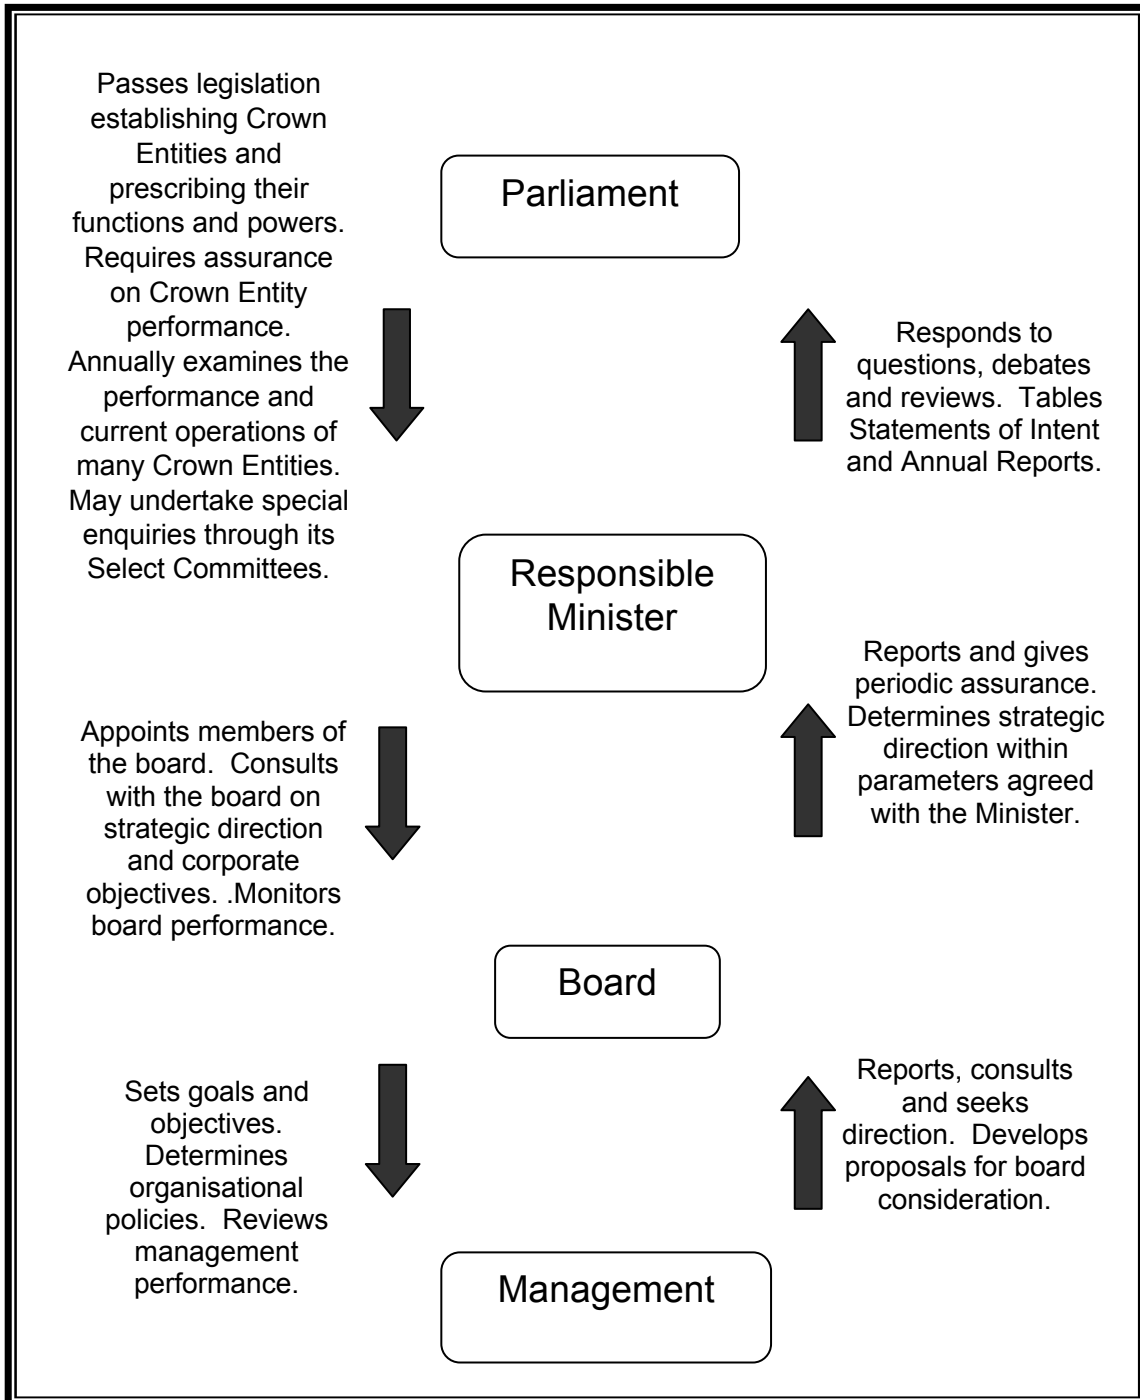 Passes legislation
establishing Crown
Entities and
prescribing their
functions and powers.
Requires assurance
on Crown Entity
performance.
Annually examines the
performance and
current operations of
many Crown Entities.
May undertake special
enquiries through its
Select Committees.
Parliament
Responds to
questions, debates
and reviews.  Tables
Statements of Intent
and Annual Reports.
Responsible
Minister
Appoints members of
the board.  Consults
with the board on
strategic direction
and corporate
objectives. .Monitors
board performance.
Reports and gives
periodic assurance.
Determines strategic
direction within
parameters agreed
with the Minister.
Board
Sets goals and
objectives.
Determines
organisational
policies.  Reviews
management
performance.
Reports, consults
and seeks
direction.  Develops
proposals for board
consideration.
Management